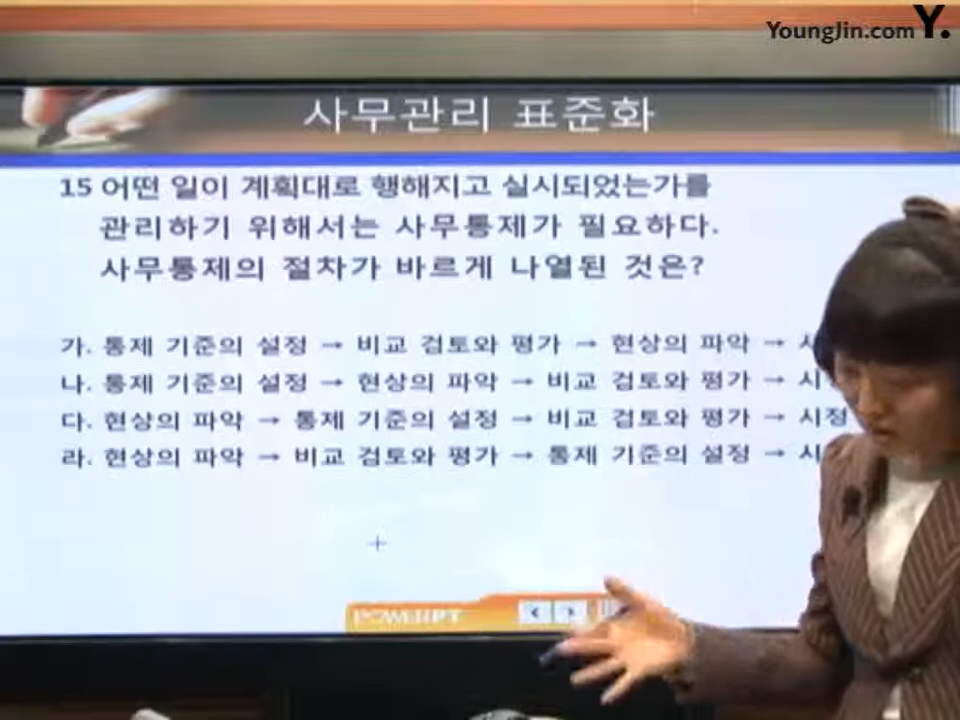 YoungJin.com Y.
사무관리 표준화
15 어떤 일이 계획대로 행해지고 실시되었는가를
관리하기 위해서는 사무통제가 필요하다.
사무통제의 절차가 바르게 나열된 것은?
가. 통제 기준의 설정 → 비교 검토와 평가 → 현상의 파악 →
나. 통제 기준의 설정 → 현상의 파악 → 비교 검토와 평가 → 시
다. 현상의 파악 → 통제 기준의 설정 → 비교 검토와 평가 → 시정
라. 현상의 파악 → 비교 검토와 평가 → 통제 기준의 설정 → 시
POWERPT